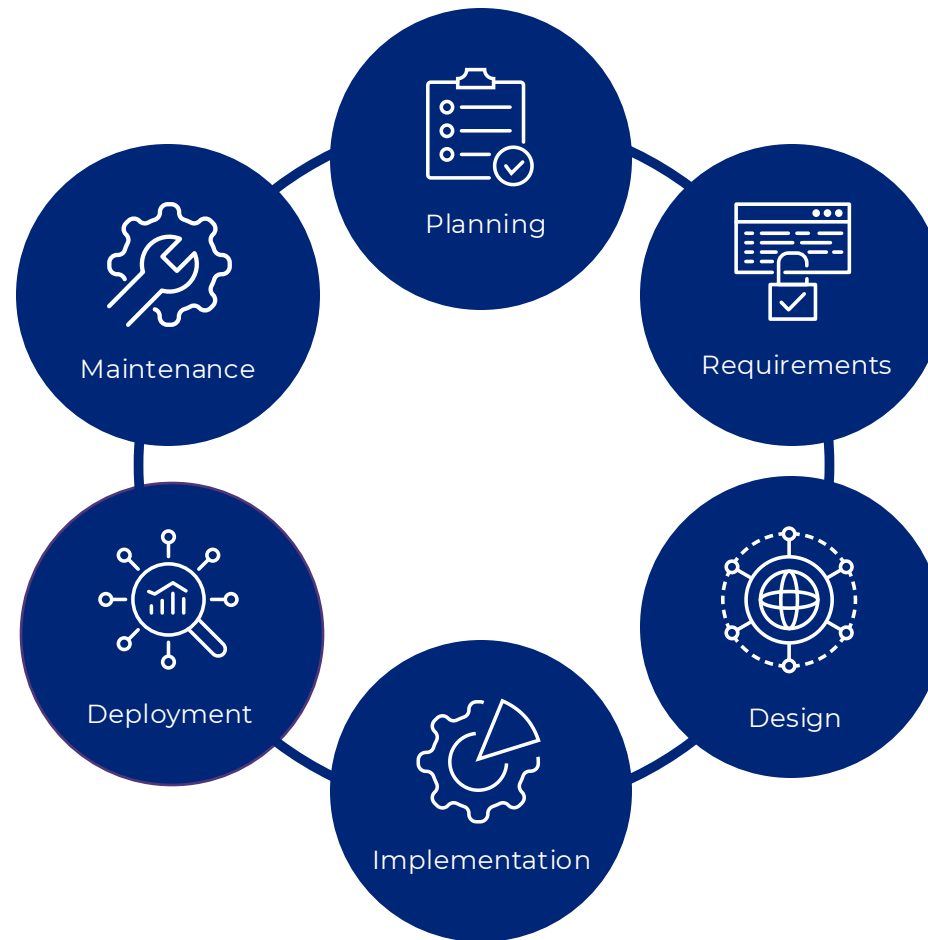 Planning
Requirements
Design
Implementation
Deployment
Maintenance